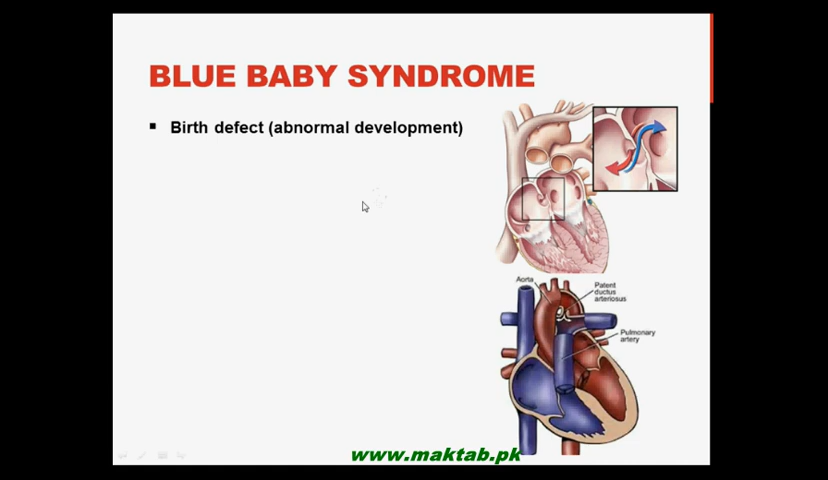 BLUE BABY SYNDROME
Birth defect (abnormal development)
Aorta
Patent
ductus
arteriosus
Pulmonary
artery
www.maktab.pk